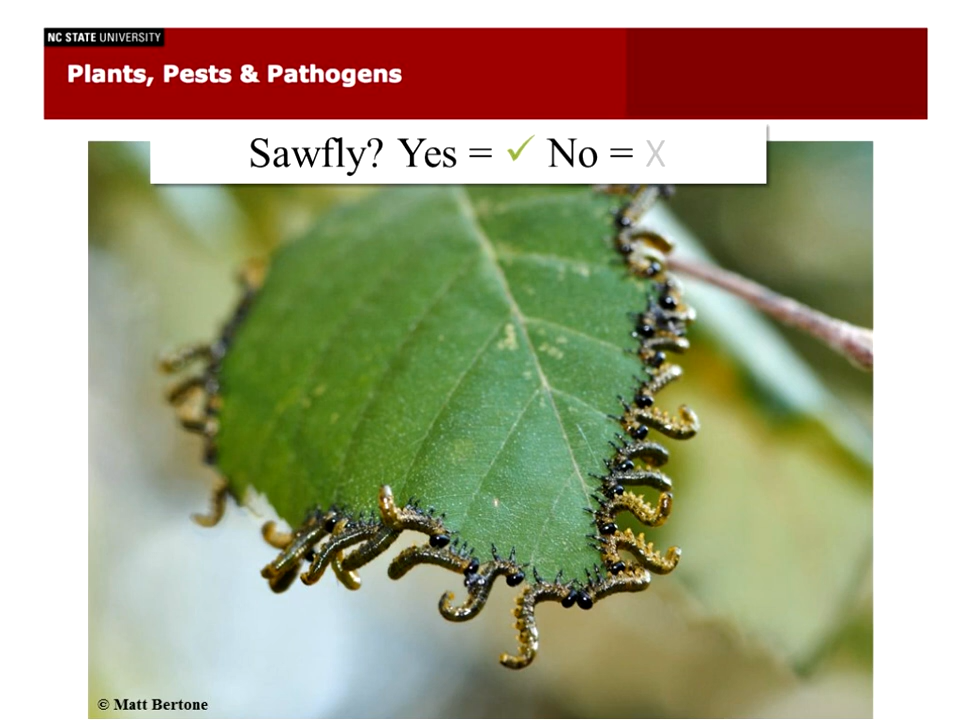 NC STATE UNIVERSITY
Plants, Pests & Pathogens
Sawfly? Yes = ✓ No = X
© Matt Bertone